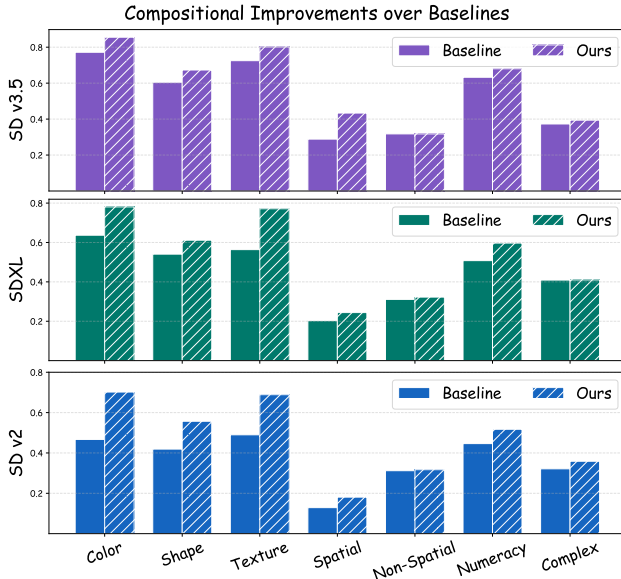 Compositional Improvements over Baselines
SD v3.5
0.8
0.6
0.4
0.2
Baseline
Ours
SDXL
0.8
0.6
0.4
0.2
Baseline
Ours
SD v2
0.8
0.6
0.4
0.2
Baseline
Ours
Color
Shape
Texture
Spatial
Non-Spatial
Numeracy
Complex